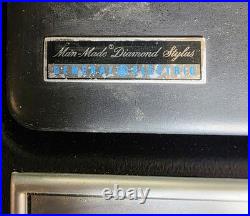 Man-Made © Diamond Stylus
GENERAL ELECTRIC